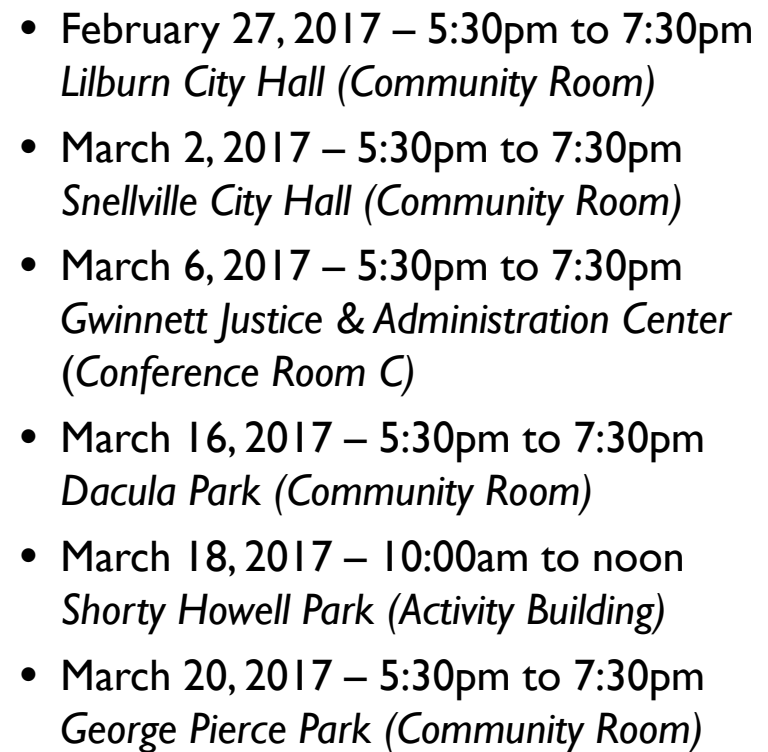 • February 27, 2017 – 5:30pm to 7:30pm
Lilburn City Hall (Community Room)
• March 2, 2017 – 5:30pm to 7:30pm
Snellville City Hall (Community Room)
• March 6, 2017 – 5:30pm to 7:30pm
Gwinnett Justice & Administration Center
(Conference Room C)
• March 16, 2017 – 5:30pm to 7:30pm
Dacula Park (Community Room)
• March 18, 2017 – 10:00am to noon
Shorty Howell Park (Activity Building)
• March 20, 2017 – 5:30pm to 7:30pm
George Pierce Park (Community Room)